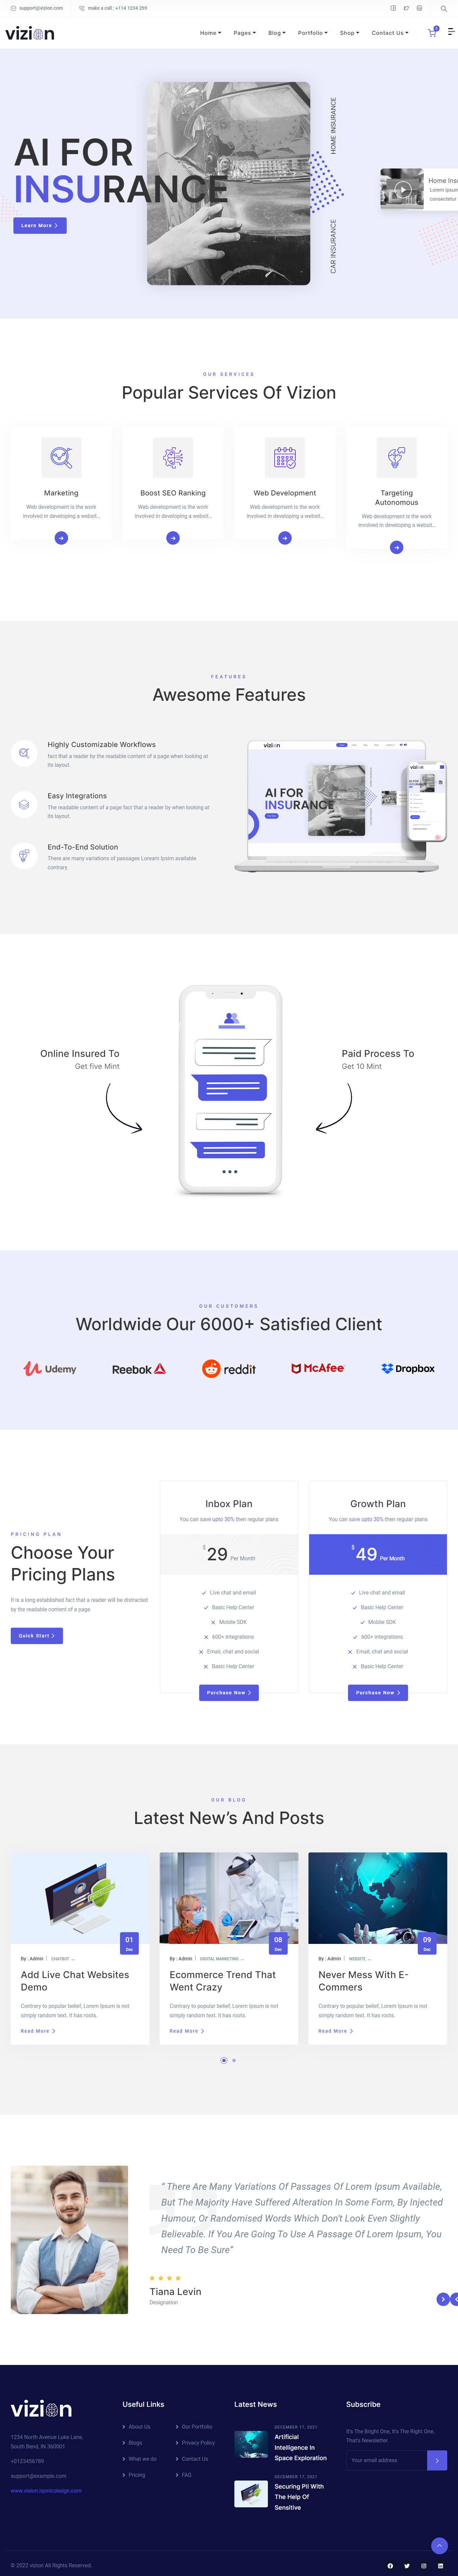 support@vizion.com
make a call : +114 1234 259
vizion
Home
Pages
Blog
Portfolio
Shop
Contact Us
0
AI FOR
INSURANCE
Learn More
HOME INSURANCE
CAR INSURANCE
Home Insu
Lorem ipsum
consectetur
OUR SERVICES
Popular Services Of Vizion
Marketing
Web development is the work
involved in developing a websit...
Boost SEO Ranking
Web development is the work
involved in developing a websit...
Web Development
Web development is the work
involved in developing a websit...
Targeting
Autonomous
Web development is the work
involved in developing a websit...
FEATURES
Awesome Features
Highly Customizable Workflows
fact that a reader by the readable content of a page when looking at
its layout.
Easy Integrations
The readable content of a page fact that a reader by when looking at
its layout.
End-To-End Solution
There are many variations of passages Loream Ipsim available
contrary.
vizion
AI FOR
INSURANCE
vizion
AI FOR
INSURANCE
Online Insured To
Get five Mint
Paid Process To
Get 10 Mint
OUR CUSTOMERS
Worldwide Our 6000+ Satisfied Client
Udemy
Reebok
reddit
McAfee
Dropbox
PRICING PLAN
Choose Your
Pricing Plans
It is a long established fact that a reader will be distracted
by the readable content of a page
Quick Start
Inbox Plan
You can save upto 30% then regular plans
$ 29 Per Month
Live chat and email
Basic Help Center
Mobile SDK
600+ integrations
Email, chat and social
Basic Help Center
Purchase Now
Growth Plan
You can save upto 30% then regular plans
$ 49 Per Month
Live chat and email
Basic Help Center
Mobile SDK
600+ integrations
Email, chat and social
Basic Help Center
Purchase Now
OUR BLOG
Latest New’s And Posts
01
Dec
By : Admin
CHATBOT ...
Add Live Chat Websites
Demo
Contrary to popular belief, Lorem Ipsum is not
simply random text. It has roots.
Read More
08
Dec
By : Admin
DIGITAL MARKETING ...
Ecommerce Trend That
Went Crazy
Contrary to popular belief, Lorem Ipsum is not
simply random text. It has roots.
Read More
09
Dec
By : Admin
WEBSITE ...
Never Mess With E-
Commers
Contrary to popular belief, Lorem Ipsum is not
simply random text. It has roots.
Read More
“ There Are Many Variations Of Passages Of Lorem Ipsum Available,
But The Majority Have Suffered Alteration In Some Form, By Injected
Humour, Or Randomised Words Which Don't Look Even Slightly
Believable. If You Are Going To Use A Passage Of Lorem Ipsum, You
Need To Be Sure”
Tiana Levin
Designation
vizion
1234 North Avenue Luke Lane,
South Bend, IN 360001
+0123456789
support@example.com
www.vision.iqonicdesign.com
Useful Links
About Us
Blogs
What we do
Pricing
Our Portfolio
Privacy Policy
Contact Us
FAQ
Latest News
DECEMBER 17, 2021
Artificial
Intelligence In
Space Exploration
DECEMBER 17, 2021
Securing PII With
The Help Of
Sensitive
Subscribe
It's The Bright One, It's The Right One,
That's Newsletter.
Your email address
© 2022 vizion All Rights Reserved.